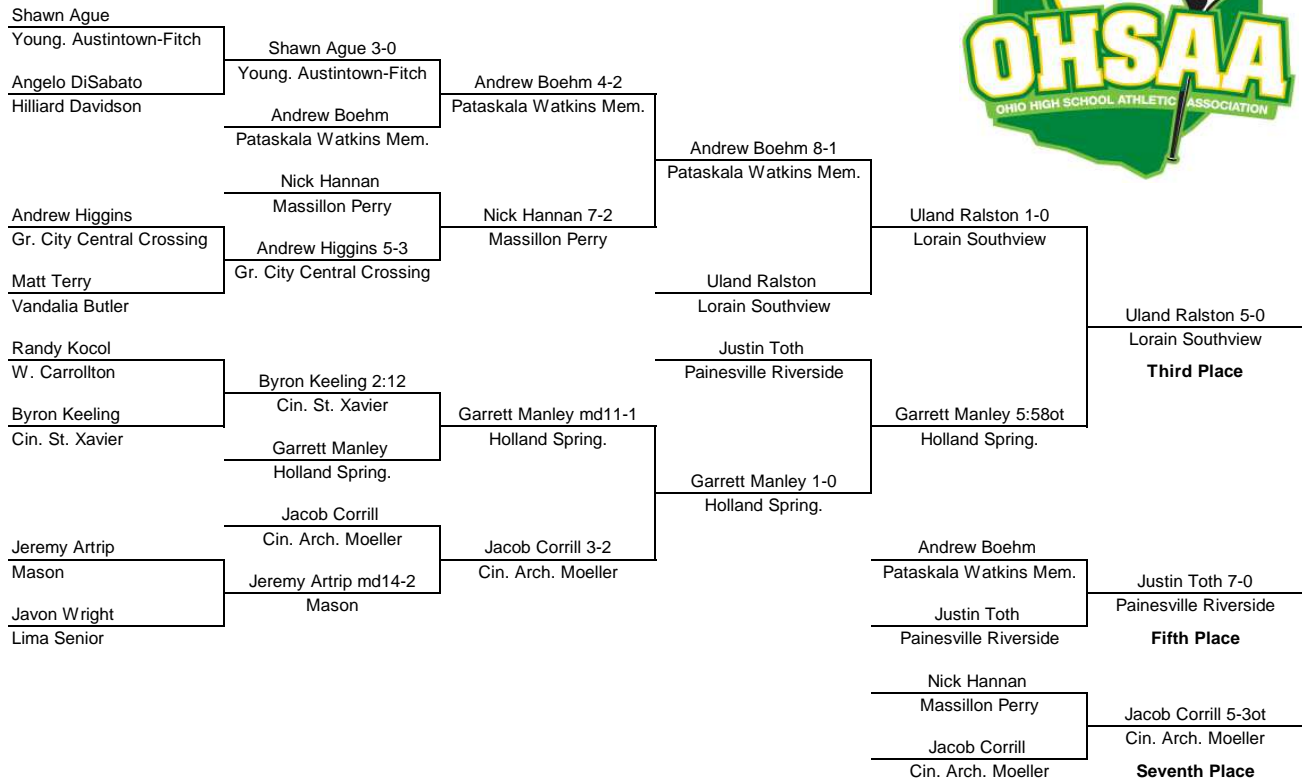 Shawn Ague
Young. Austintown-Fitch
Angelo DiSabato
Hilliard Davidson
Andrew Higgins
Gr. City Central Crossing
Matt Terry
Vandalia Butler
Randy Kocol
W. Carrollton
Byron Keeling
Cin. St. Xavier
Jeremy Artrip
Mason
Javon Wright
Lima Senior
Shawn Ague 3-0
Young. Austintown-Fitch
Andrew Boehm
Pataskala Watkins Mem.
Nick Hannan
Massillon Perry
Andrew Higgins 5-3
Gr. City Central Crossing
Byron Keeling 2:12
Cin. St. Xavier
Garrett Manley
Holland Spring.
Jacob Corrill
Cin. Arch. Moeller
Jeremy Artrip md14-2
Mason
Andrew Boehm 4-2
Pataskala Watkins Mem.
Nick Hannan 7-2
Massillon Perry
Garrett Manley md11-1
Holland Spring.
Jacob Corrill 3-2
Cin. Arch. Moeller
Andrew Boehm 8-1
Pataskala Watkins Mem.
Uland Ralston
Lorain Southview
Justin Toth
Painesville Riverside
Garrett Manley 1-0
Holland Spring.
Uland Ralston 1-0
Lorain Southview
Garrett Manley 5:58ot
Holland Spring.
Uland Ralston 5-0
Lorain Southview
Third Place
Andrew Boehm
Pataskala Watkins Mem.
Justin Toth
Painesville Riverside
Justin Toth 7-0
Painesville Riverside
Fifth Place
Nick Hannan
Massillon Perry
Jacob Corrill
Cin. Arch. Moeller
Jacob Corrill 5-3ot
Cin. Arch. Moeller
Seventh Place
OHSAA
OHIO HIGH SCHOOL ATHLETIC ASSOCIATION